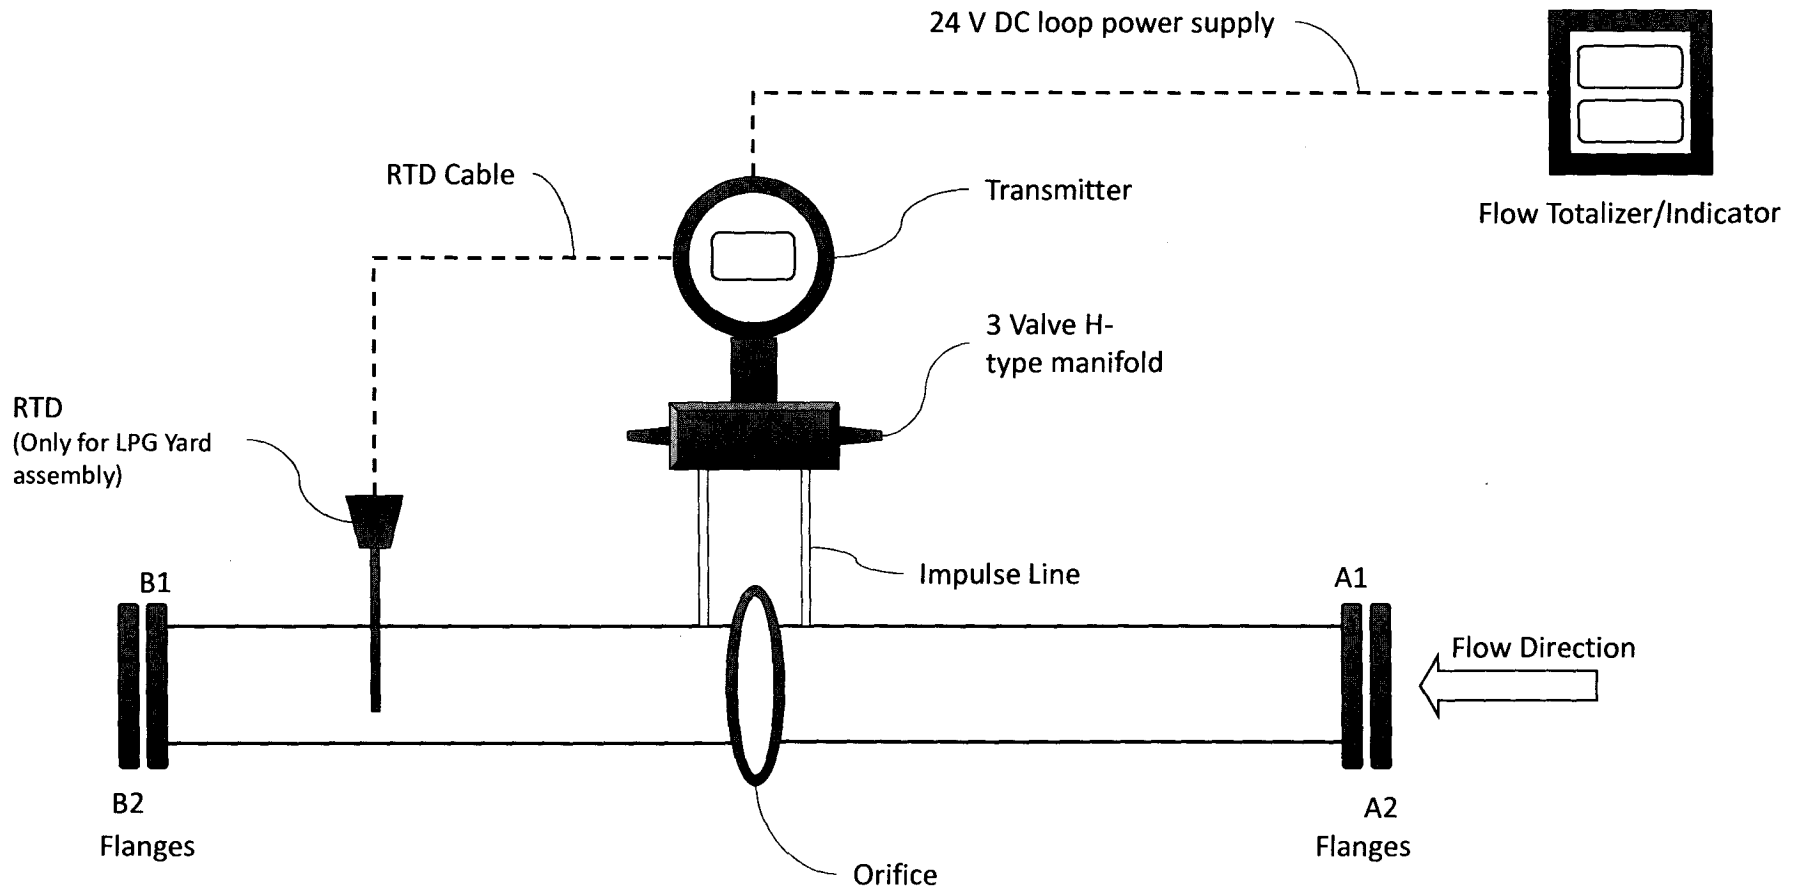 24 V DC loop power supply
RTD Cable
Transmitter
Flow Totalizer/Indicator
3 Valve H-
type manifold
RTD
(Only for LPG Yard
assembly)
Impulse Line
B1
A1
Flow Direction
B2
Flanges
A2
Flanges
Orifice